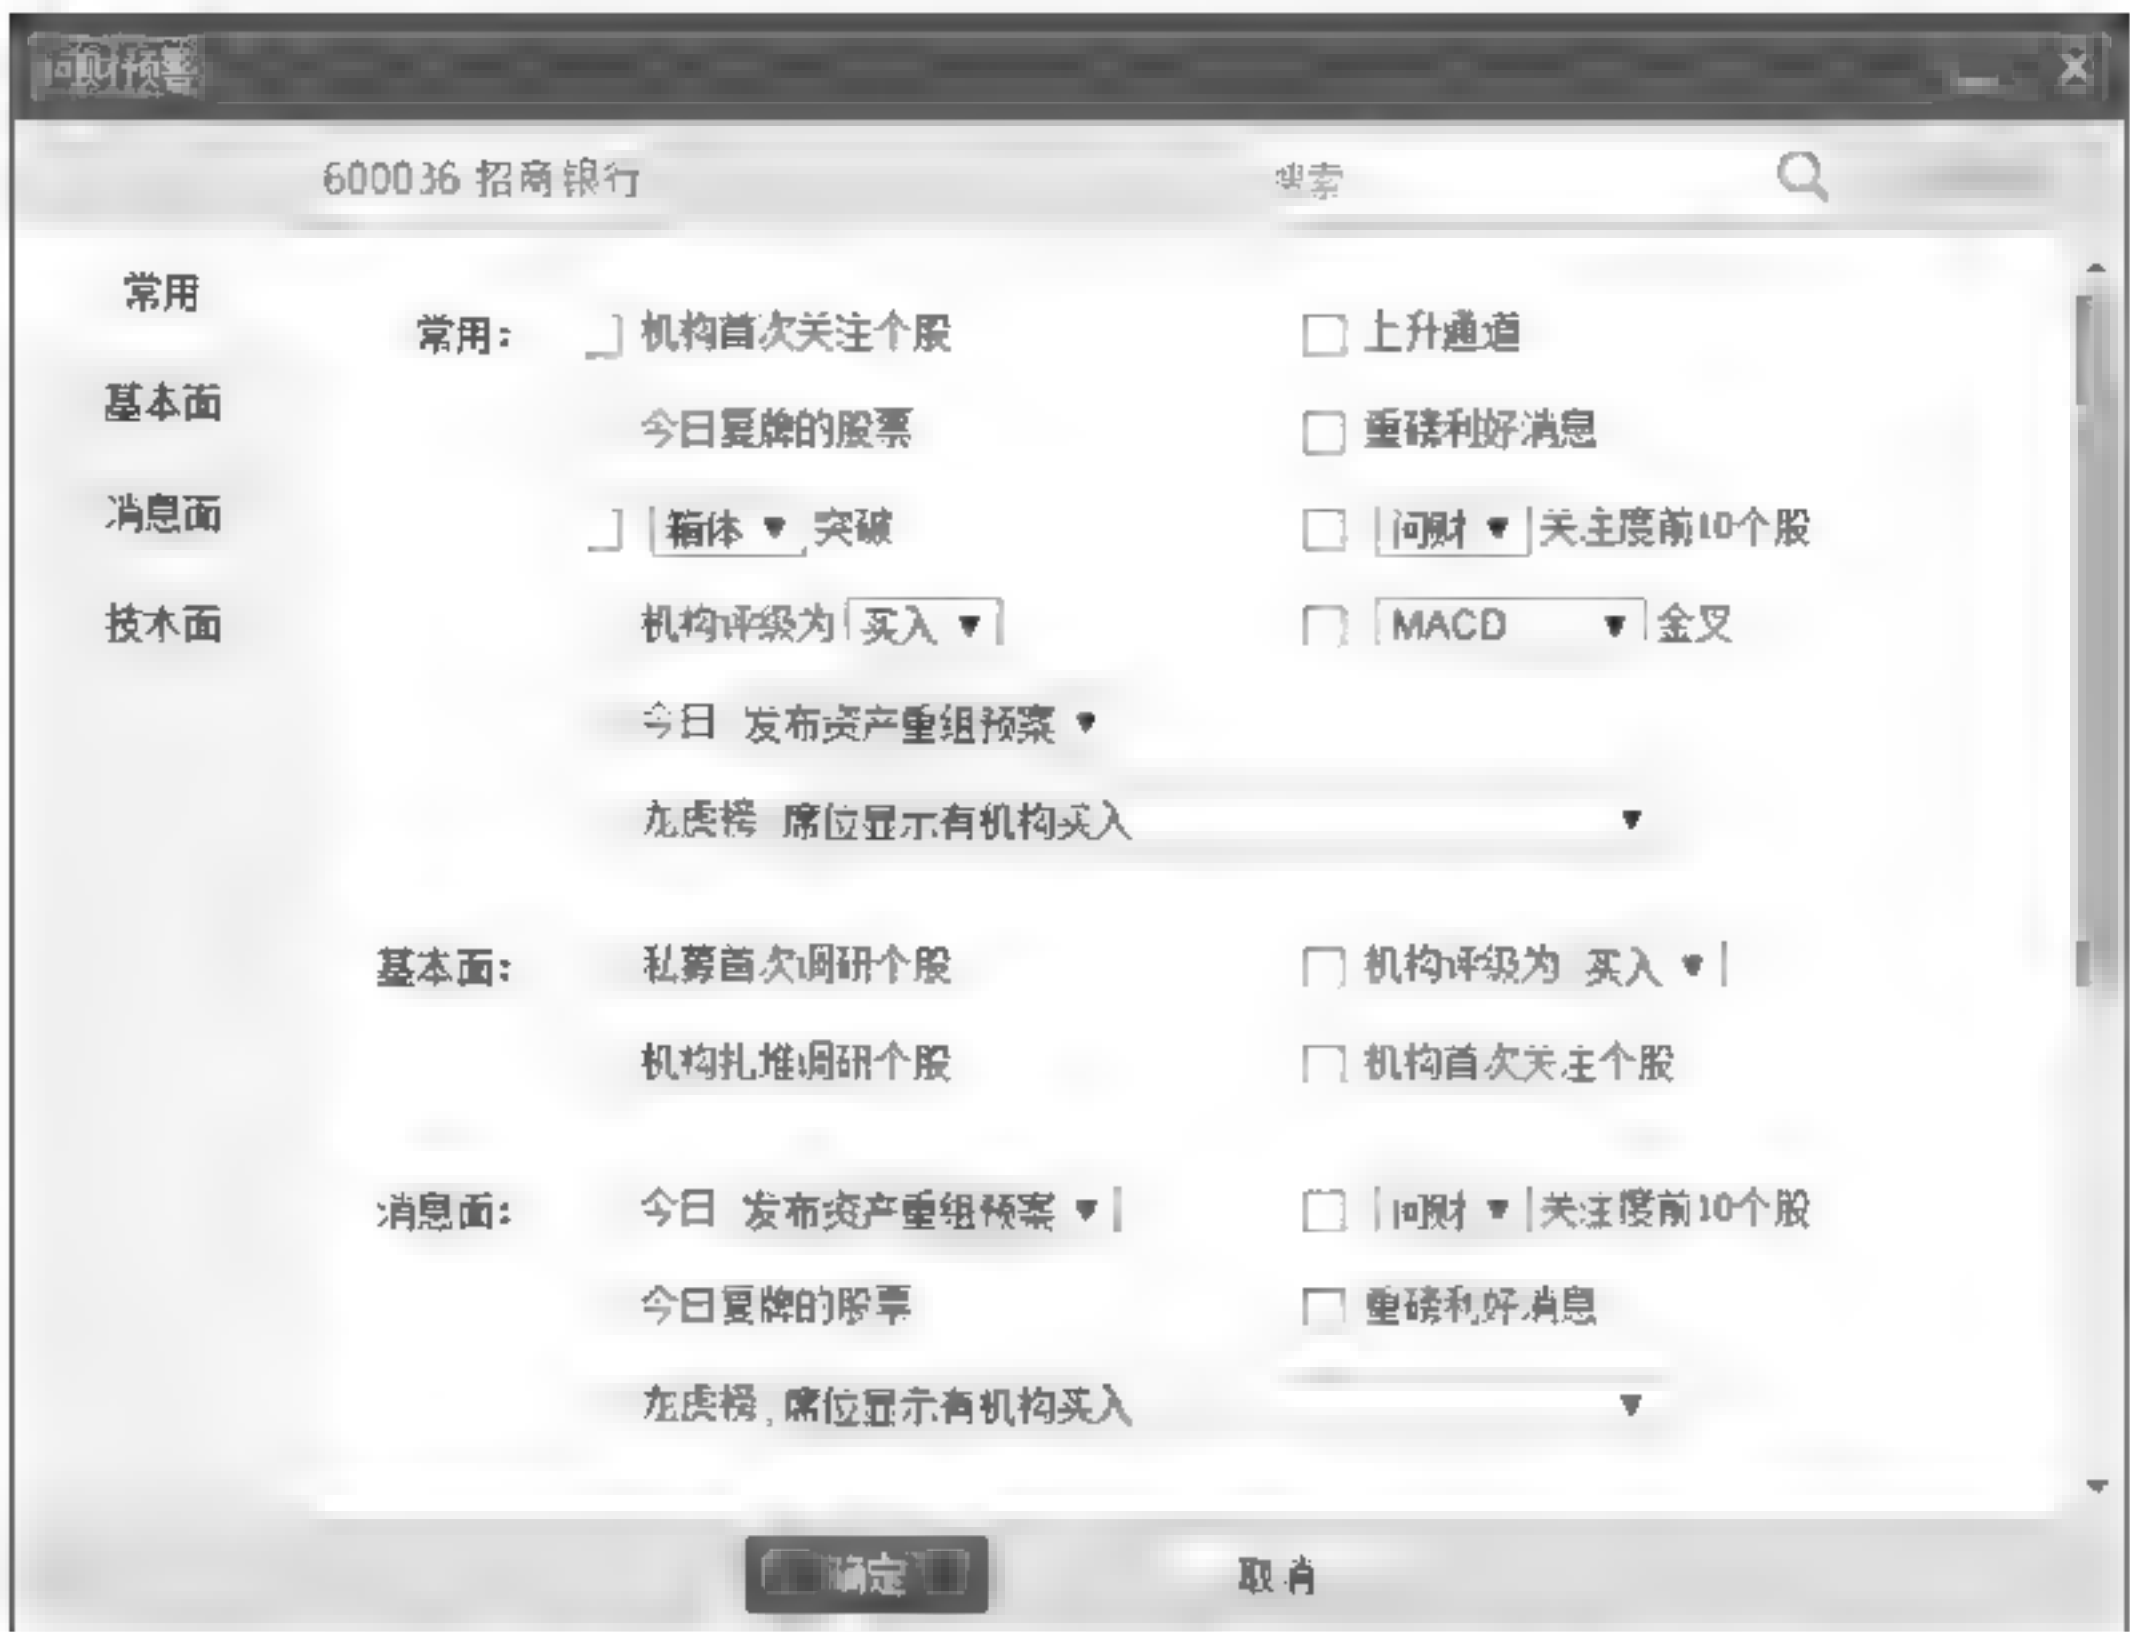 问财预警
600036 招商银行 搜索
常用
基本面
消息面
技术面
常用: 机构首次关注个股 上升通道
今日复牌的股票 重磅利好消息
箱体 突破 问财 关注度前10个股
机构评级为 买入 MACD 金叉
今日 发布资产重组预案
龙虎榜 席位显示有机构买入
基本面: 私募首次调研个股 机构评级为 买入
机构扎堆调研个股 机构首次关注个股
消息面: 今日 发布资产重组预案 问财 关注度前10个股
今日复牌的股票 重磅利好消息
龙虎榜 席位显示有机构买入
确定 取消